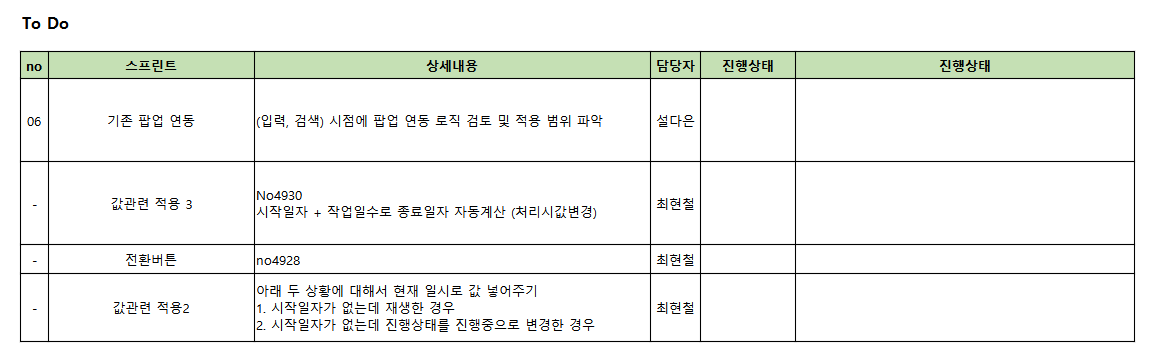 To Do
no 스프린트 상세내용 담당자 진행상태 진행상태
06 기존 팝업 연동 (입력, 검색) 시점에 팝업 연동 로직 검토 및 적용 범위 파악 설다은
- 값관련 적용 3 No4930
시작일자 + 작업일수로 종료일자 자동계산 (처리시값변경) 최현철
- 전환버튼 no4928 최현철
- 값관련 적용2 아래 두 상황에 대해서 현재 일시로 값 넣어주기
1. 시작일자가 없는데 재생한 경우 최현철
2. 시작일자가 없는데 진행상태를 진행중으로 변경한 경우